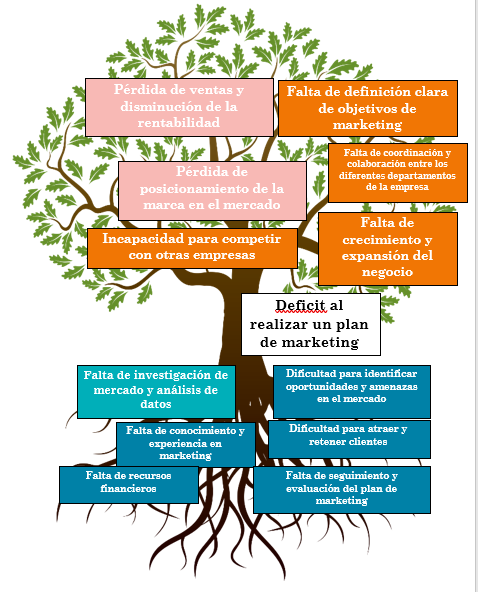 Pérdida de ventas y
disminución de la
rentabilidad
Falta de definición clara
de objetivos de
marketing
Falta de coordinación y
colaboración entre los
diferentes departamentos
de la empresa
Pérdida de
posicionamiento de la
marca en el mercado
Falta de
crecimiento y
expansión del
negocio
Incapacidad para competir
con otras empresas
Deficit al
realizar un plan
de marketing
Falta de investigación de
mercado y análisis de
datos
Dificultad para identificar
oportunidades y amenazas
en el mercado
Falta de conocimiento y
experiencia en
marketing
Dificultad para atraer y
retener clientes
Falta de recursos
financieros
Falta de seguimiento y
evaluación del plan de
marketing